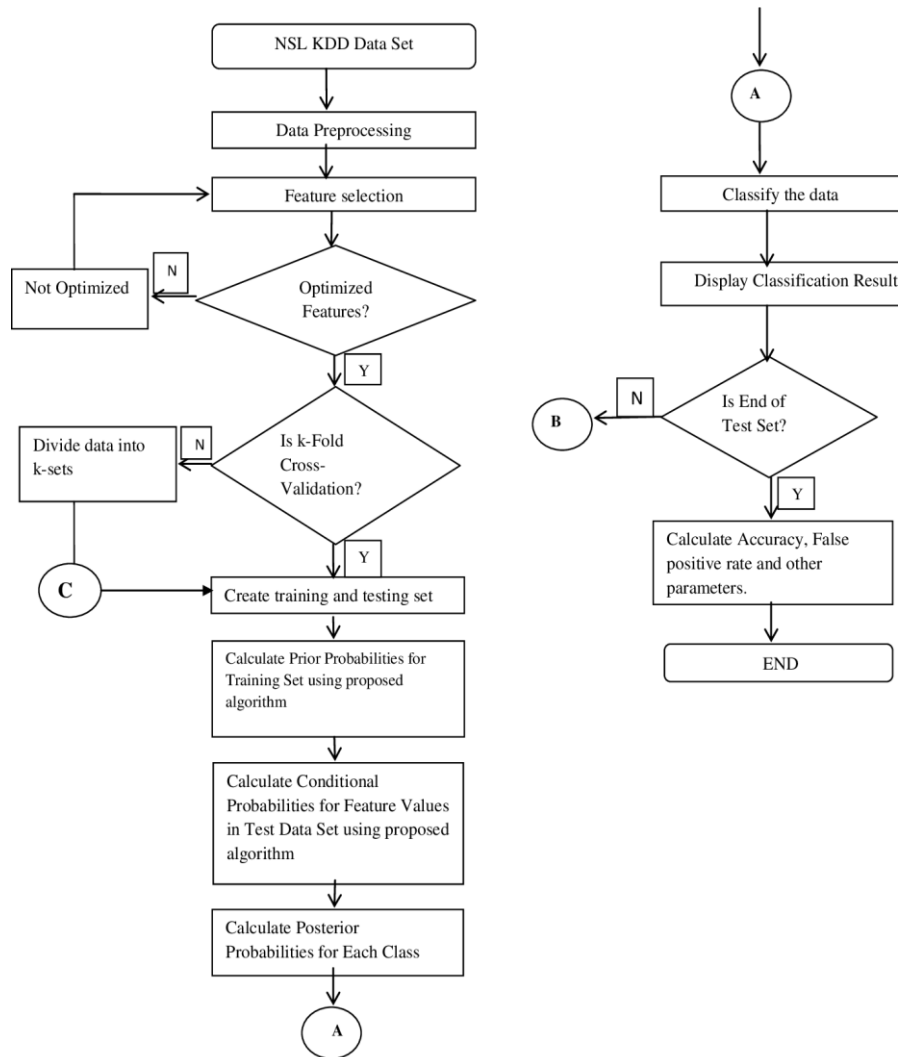 NSL KDD Data Set
Data Preprocessing
Feature selection
N
Not Optimized
Optimized
Features?
Y
Divide data into
k-sets
N
Is k-Fold
Cross-
Validation?
Y
C
Create training and testing set
Calculate Prior Probabilities for
Training Set using proposed
algorithm
Calculate Conditional
Probabilities for Feature Values
in Test Data Set using proposed
algorithm
Calculate Posterior
Probabilities for Each Class
A
A
Classify the data
Display Classification Result
N
B
Is End of
Test Set?
Y
Calculate Accuracy, False
positive rate and other
parameters.
END